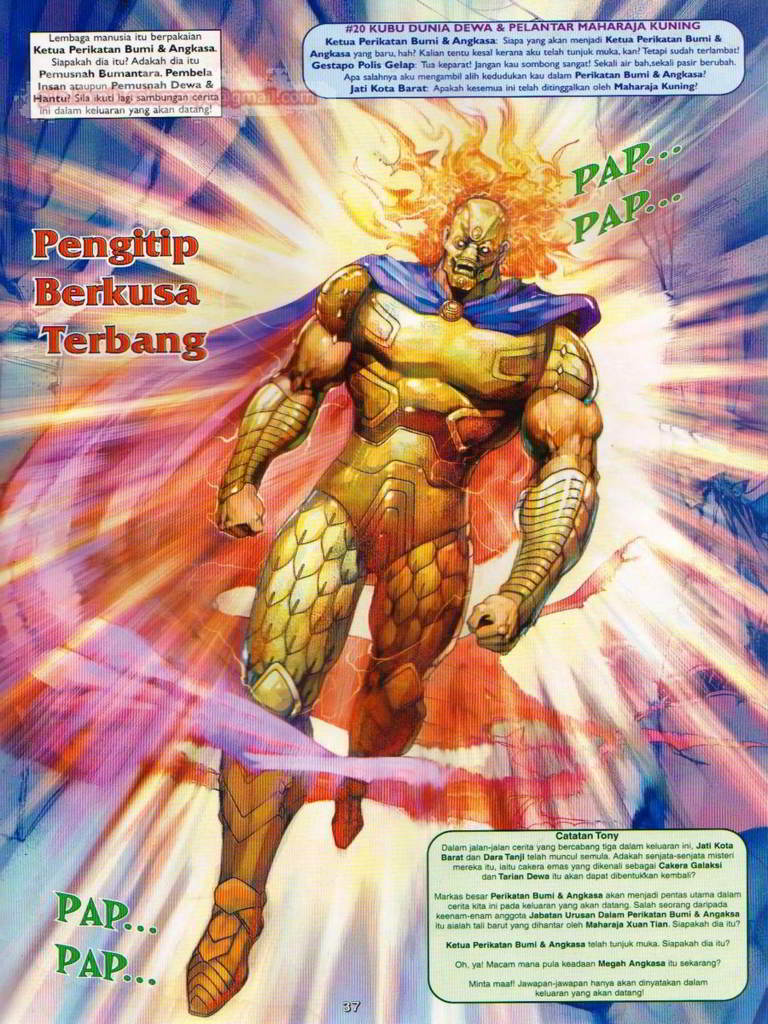 Lembaga manusia itu berpakaian
Ketua Perikatan Bumi & Angkasa.
Siapakah dia itu? Adakah dia itu
Pemusnah Bumantara, Pembela
Insan ataupun Pemusnah Dewa &
Hantu? Sila ikuti lagi sambungan cerita
ini dalam keluaran yang akan datang!
@gmail.com
#20 KUBU DUNIA DEWA & PELANTAR MAHARAJA KUNING
Ketua Perikatan Bumi & Angkasa: Siapa yang akan menjadi Ketua Perikatan Bumi &
Angkasa yang baru, hah? Kalian tentu kesal kerana aku telah tunjuk muka, kan? Tetapi sudah terlambat!
Gestapo Polis Gelap: Tua keparat! Jangan kau sombong sangat! Sekali air bah,sekali pasir berubah.
Apa salahnya aku mengambil alih kedudukan kau dalam Perikatan Bumi & Angkasa?
Jati Kota Barat: Apakah kesemua ini telah ditinggalkan oleh Maharaja Kuning?
PAP...
PAP...
Pengitip
Berkusa
Terbang
PAP...
PAP...
Catatan Tony
Dalam jalan-jalan cerita yang bercabang tiga dalam keluaran ini, Jati Kota
Barat dan Dara Tanji telah muncul semula. Adakah senjata-senjata misteri
mereka itu, iaitu cakera emas yang dikenali sebagai Cakera Galaksi
dan Tarian Dewa itu akan dapat dibentukkan kembali?
Markas besar Perikatan Bumi & Angkasa akan menjadi pentas utama dalam
cerita kita ini pada keluaran yang akan datang. Salah seorang daripada
keenam-enam anggota Jabatan Urusan Dalam Perikatan Bumi & Angaksa
itu aialah tali barut yang dihantar oleh Maharaja Xuan Tian. Siapakah dia?
Ketua Perikatan Bumi & Angkasa telah tunjuk muka. Siapakah dia itu?
Oh, ya! Macam mana pula keadaan Megah Angkasa itu sekarang?
Minta maaf! Jawapan-jawapan hanya akan dinyatakan dalam
keluaran yang akan datang!
37